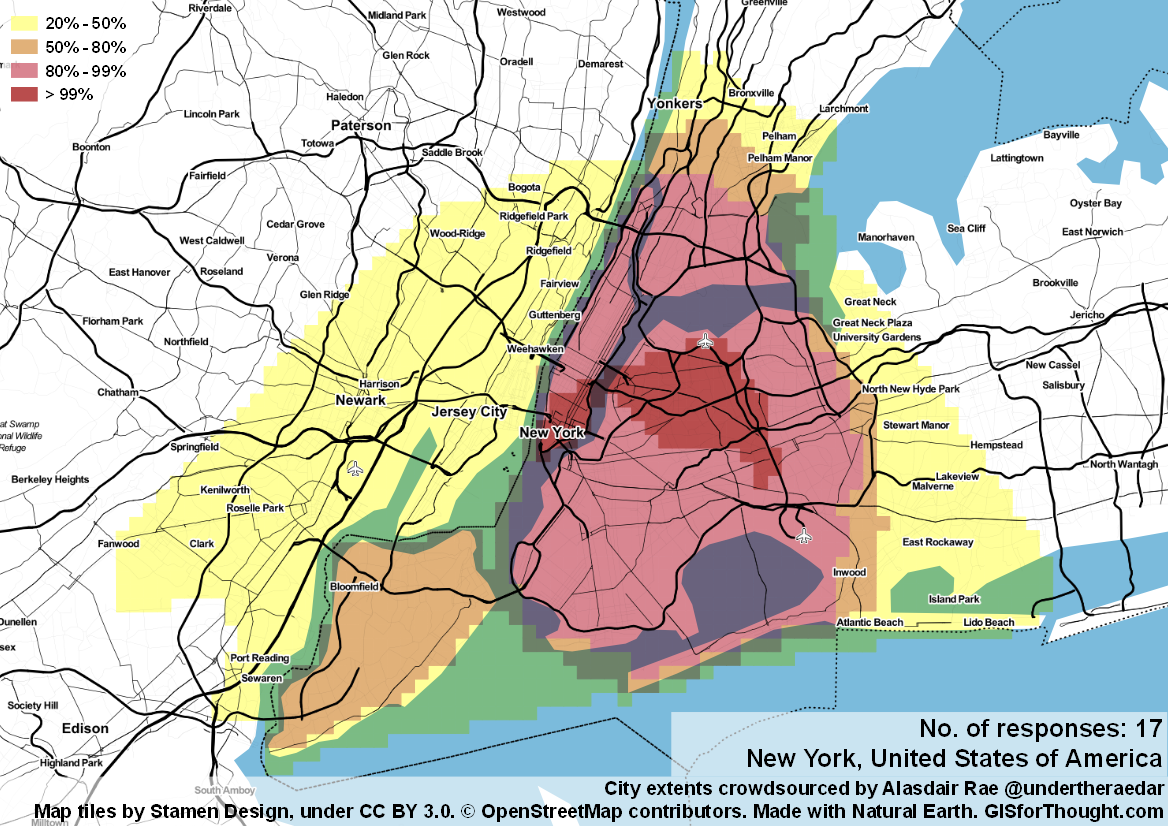 Riverdale
Midland Park
Westwood
Greenville
20% - 50%
50% - 80%
80% - 99%
> 99%
Glen Rock
Oradell
Demarest
Haledon
Yonkers
Bronxville
Larchmont
Lincoln Park
Paterson
Totowa
Pelham
Bayville
Boonton
Saddle Brook
Pelham Manor
Lattingtown
Fairfield
Bogota
Oyster Bay
Cedar Grove
Ridgefield Park
Wood-Ridge
Manorhaven
Sea Cliff
East Norwich
West Caldwell
Verona
Ridgefield
East Hanover
Roseland
Fairview
Brookville
Glen Ridge
Great Neck
Florham Park
Guttenberg
Great Neck Plaza
University Gardens
Jericho
Northfield
Weehawken
New Cassel
Salisbury
Chatham
Harrison
Newark
North New Hyde Park
Jersey City
at Swamp
onal Wildlife
Refuge
New York
Stewart Manor
Springfield
Hempstead
Berkeley Heights
North Wantagh
Kenilworth
Lakeview
Malverne
Roselle Park
Fanwood
Clark
East Rockaway
Bloomfield
Inwood
Island Park
Dunellen
Atlantic Beach
Lido Beach
sex
Port Reading
Sewaren
Society Hill
Edison
Highland Park
South Amboy
Milltown
No. of responses: 17
New York, United States of America
City extents crowdsourced by Alasdair Rae @undertheraedar
Map tiles by Stamen Design, under CC BY 3.0. © OpenStreetMap contributors. Made with Natural Earth. GISforThought.com